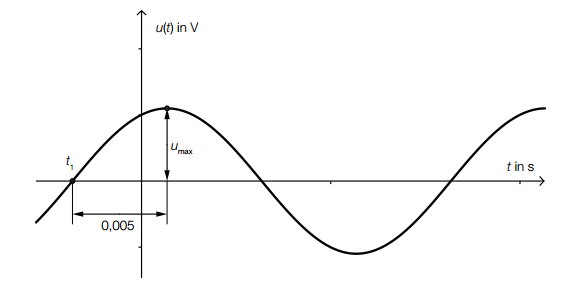 u(t) in V
t₁
uₘₐₓ
t in s
0,005